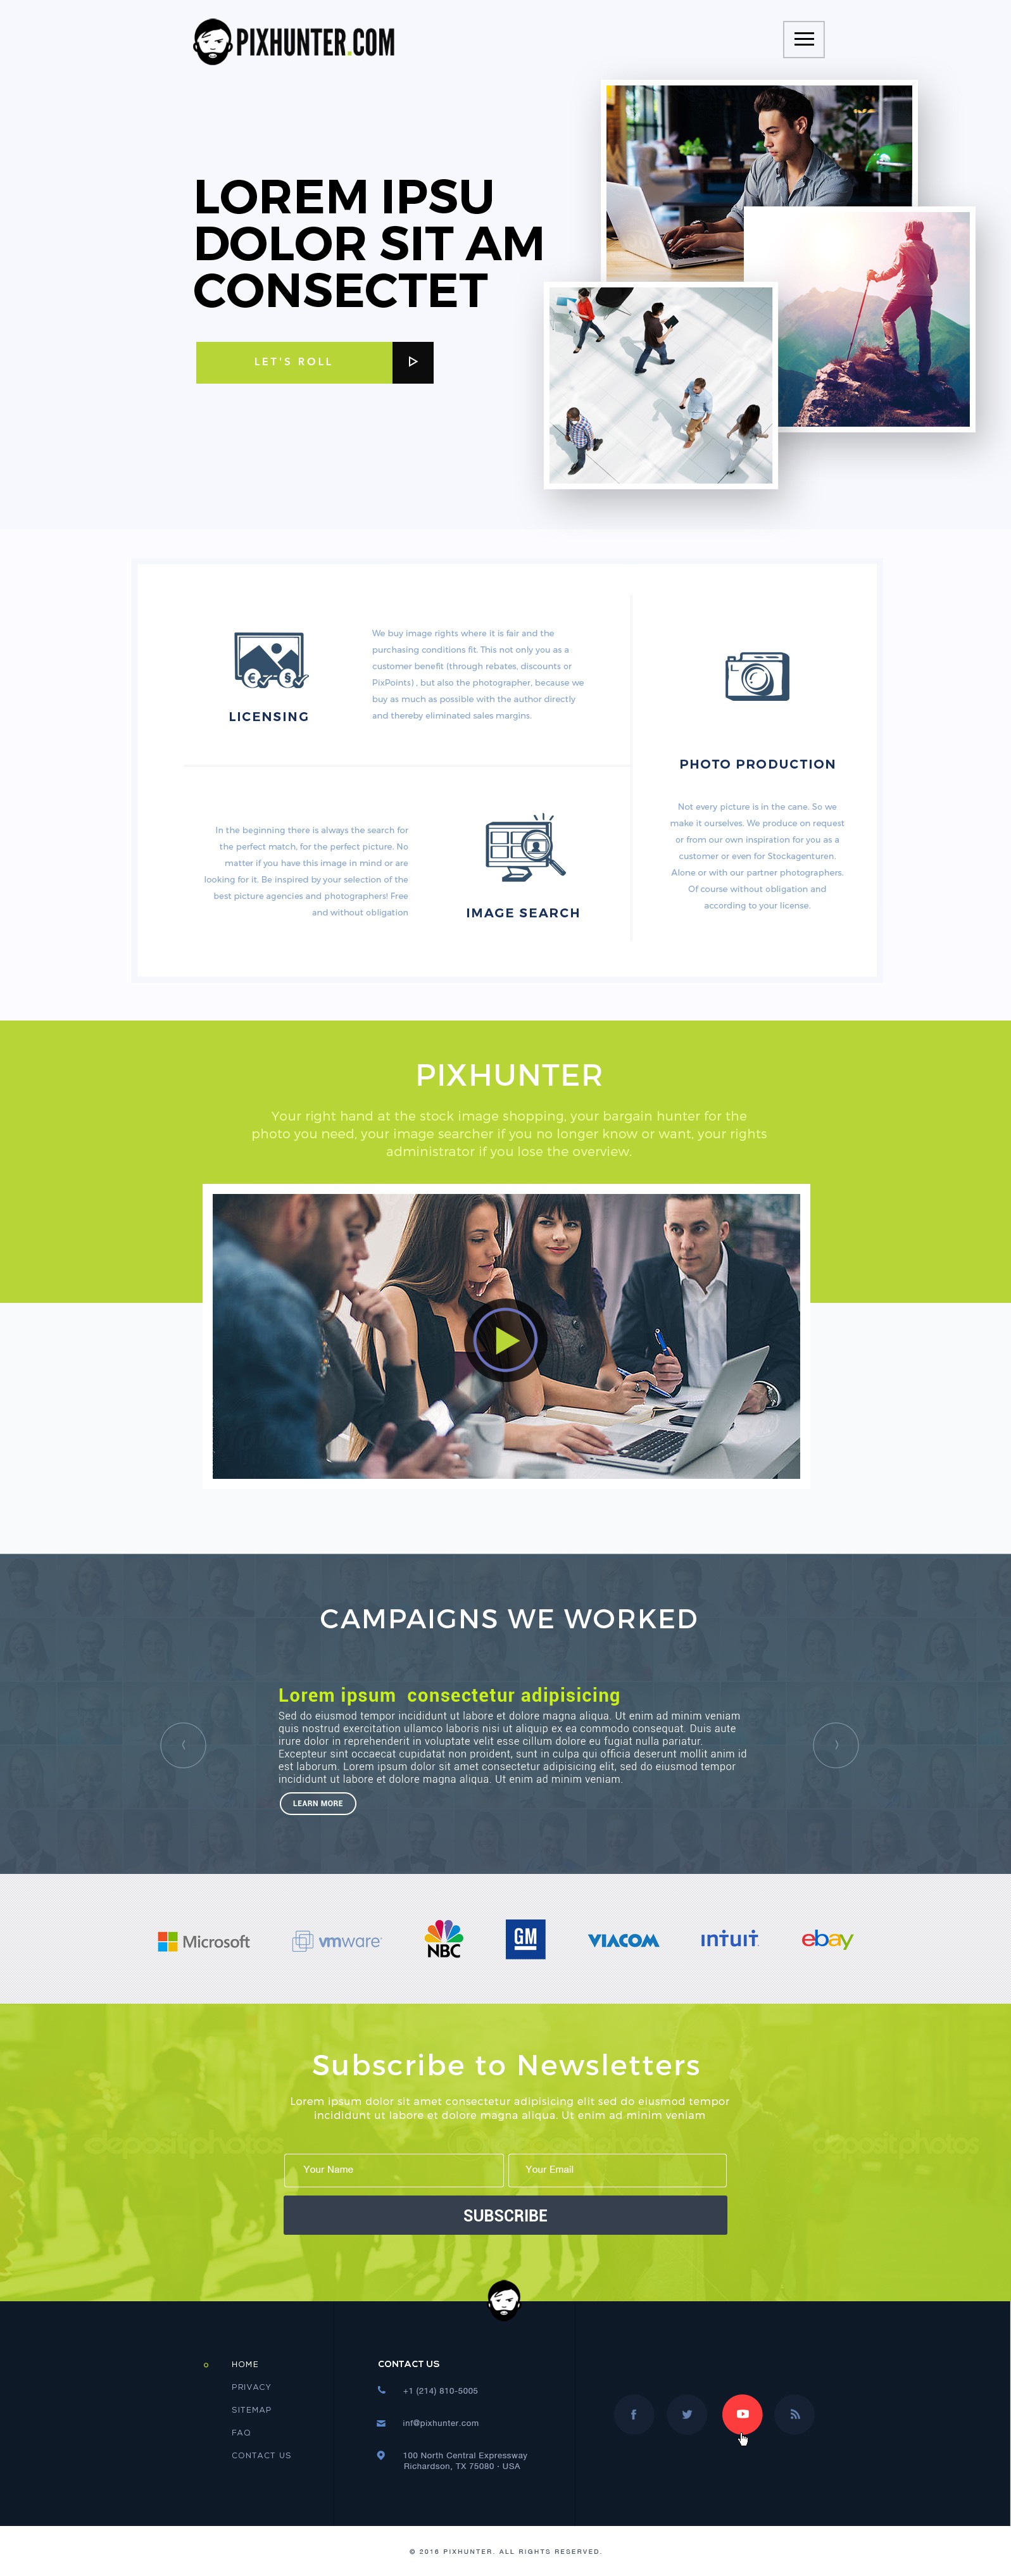 PIXHUNTER.COM
LOREM IPSU
DOLOR SIT AM
CONSECTET
LET'S ROLL
We buy image rights where it is fair and the
purchasing conditions fit. This not only you as a
customer benefit (through rebates, discounts or
PixPoints) , but also the photographer, because we
buy as much as possible with the author directly
and thereby eliminated sales margins.
LICENSING
PHOTO PRODUCTION
Not every picture is in the cane. So we
make it ourselves. We produce on request
or from our own inspiration for you as a
customer or even for Stockagenturen.
Alone or with our partner photographers.
Of course without obligation and
according to your license.
In the beginning there is always the search for
the perfect match, for the perfect picture. No
matter if you have this image in mind or are
looking for it. Be inspired by your selection of the
best picture agencies and photographers! Free
and without obligation
IMAGE SEARCH
PIXHUNTER
Your right hand at the stock image shopping, your bargain hunter for the
photo you need, your image searcher if you no longer know or want, your rights
administrator if you lose the overview.
CAMPAIGNS WE WORKED
Lorem ipsum consectetur adipisicing
Sed do eiusmod tempor incididunt ut labore et dolore magna aliqua. Ut enim ad minim veniam
quis nostrud exercitation ullamco laboris nisi ut aliquip ex ea commodo consequat. Duis aute
irure dolor in reprehenderit in voluptate velit esse cillum dolore eu fugiat nulla pariatur.
Excepteur sint occaecat cupidatat non proident, sunt in culpa qui officia deserunt mollit anim id
est laborum. Lorem ipsum dolor sit amet consectetur adipisicing elit, sed do eiusmod tempor
incididunt ut labore et dolore magna aliqua. Ut enim ad minim veniam.
LEARN MORE
Microsoft
vmware
NBC
GM
VIACOM
intuit
ebay
Subscribe to Newsletters
Lorem ipsum dolor sit amet consectetur adipisicing elit sed do eiusmod tempor
incididunt ut labore et dolore magna aliqua. Ut enim ad minim veniam
depositphotos depositphotos depositphotos
Your Name
Your Email
SUBSCRIBE
HOME
PRIVACY
SITEMAP
FAQ
CONTACT US
CONTACT US
+1 (214) 810-5005
inf@pixhunter.com
100 North Central Expressway
Richardson, TX 75080 - USA
© 2016 PIXHUNTER. ALL RIGHTS RESERVED.